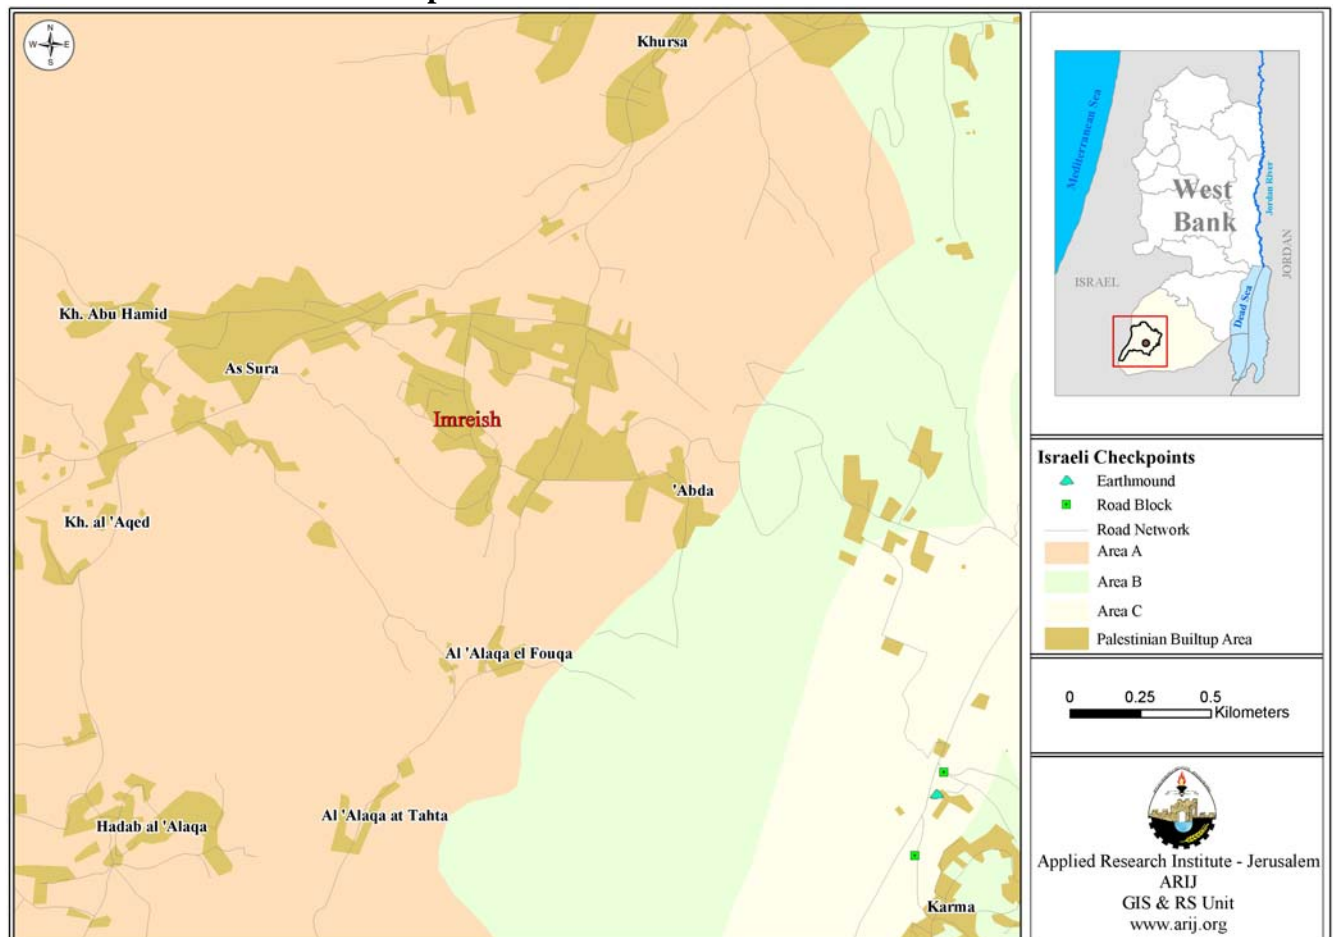 N
W
E
S
Khursa
Kh. Abu Hamid
As Sura
Imreish
'Abda
Kh. al 'Aqed
Al 'Alaqa el Fouqa
Al 'Alaqa at Tahta
Hadab al 'Alaqa
Karma
Mediterranean Sea
West
Bank
Jordan River
JORDAN
ISRAEL
Dead Sea
Israeli Checkpoints
Earthmound
Road Block
Road Network
Area A
Area B
Area C
Palestinian Builtup Area
0 0.25 0.5
Kilometers
Applied Research Institute - Jerusalem
ARIJ
GIS & RS Unit
www.arij.org